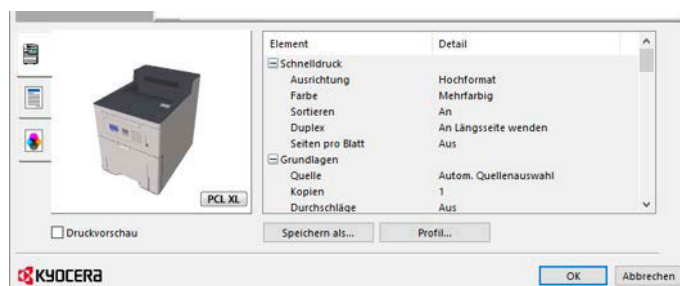 Element Detail
Schnelldruck
Ausrichtung Hochformat
Farbe Mehrfarbig
Sortieren An
Duplex An Längsseite wenden
Seiten pro Blatt Aus
Grundlagen
Quelle Autom. Quellenauswahl
Kopien 1
Durchschläge Aus
PCL XL
Druckvorschau Speichern als... Profil...
KYOCERA OK Abbrechen